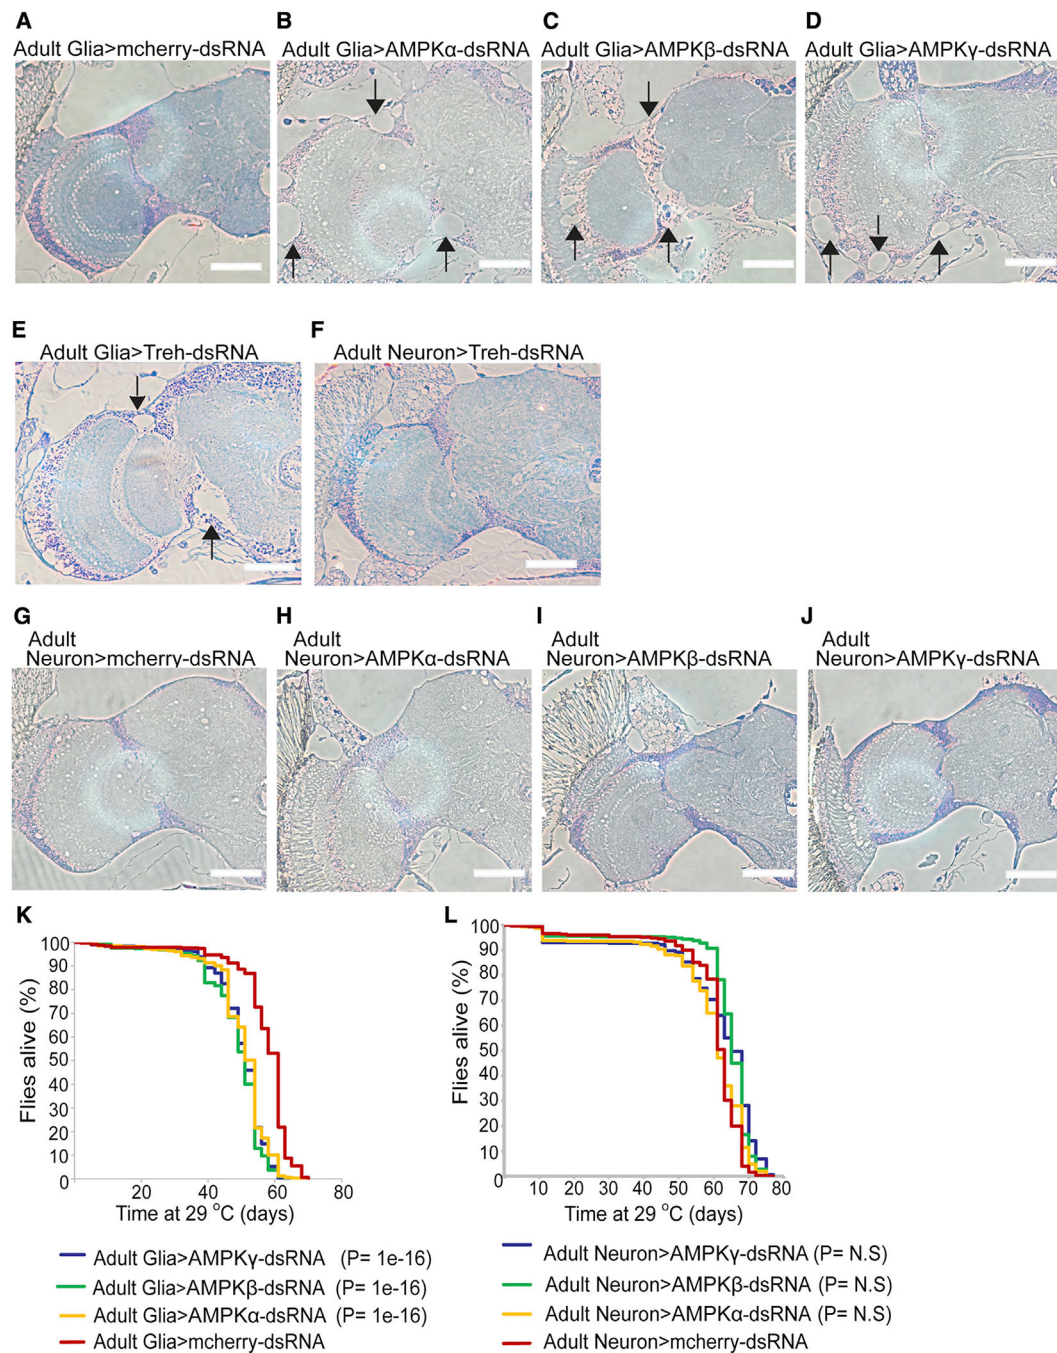 A
Adult Glia>mcherry-dsRNA
B
Adult Glia>AMPKα-dsRNA
C
Adult Glia>AMPKβ-dsRNA
D
Adult Glia>AMPKγ-dsRNA
E
Adult Glia>Treh-dsRNA
F
Adult Neuron>Treh-dsRNA
G
Adult
Neuron>mcherry-dsRNA
H
Adult
Neuron>AMPKα-dsRNA
I
Adult
Neuron>AMPKβ-dsRNA
J
Adult
Neuron>AMPKγ-dsRNA
K
Flies alive (%)
100
90
80
70
60
50
40
30
20
10
0
20
40
60
80
Time at 29 °C (days)
Adult Glia>AMPKγ-dsRNA (P= 1e-16)
Adult Glia>AMPKβ-dsRNA (P= 1e-16)
Adult Glia>AMPKα-dsRNA (P= 1e-16)
Adult Glia>mcherry-dsRNA
L
Flies alive (%)
100
90
80
70
60
50
40
30
20
10
0
0
10
20
30
40
50
60
70
80
Time at 29 °C (days)
Adult Neuron>AMPKγ-dsRNA (P= N.S)
Adult Neuron>AMPKβ-dsRNA (P= N.S)
Adult Neuron>AMPKα-dsRNA (P= N.S)
Adult Neuron>mcherry-dsRNA